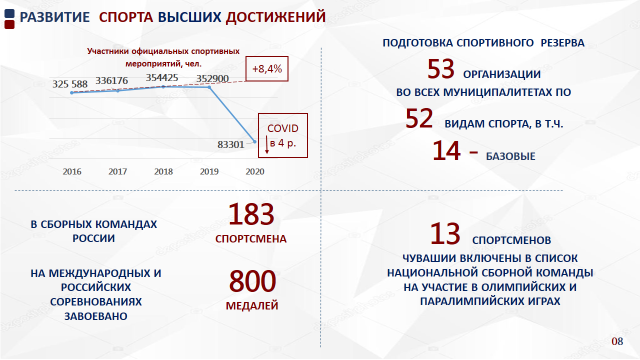 РАЗВИТИЕ СПОРТА ВЫСШИХ ДОСТИЖЕНИЙ
Участники официальных спортивных
мероприятий, чел.
325 588
336176
354425
352900
+8,4%
83301
COVID
в 4 р.
2016
2017
2018
2019
2020
ПОДГОТОВКА СПОРТИВНОГО РЕЗЕРВА
53 ОРГАНИЗАЦИИ
ВО ВСЕХ МУНИЦИПАЛИТЕТАХ ПО
52 ВИДАМ СПОРТА, В Т.Ч.
14 - БАЗОВЫЕ
В СБОРНЫХ КОМАНДАХ
РОССИИ
183
СПОРТСМЕНА
НА МЕЖДУНАРОДНЫХ И
РОССИЙСКИХ
СОРЕВНОВАНИЯХ
ЗАВОЕВАНО
800
МЕДАЛЕЙ
13 СПОРТСМЕНОВ
ЧУВАШИИ ВКЛЮЧЕНЫ В СПИСОК
НАЦИОНАЛЬНОЙ СБОРНОЙ КОМАНДЫ
НА УЧАСТИЕ В ОЛИМПИЙСКИХ И
ПАРАЛИМПИЙСКИХ ИГРАХ
08